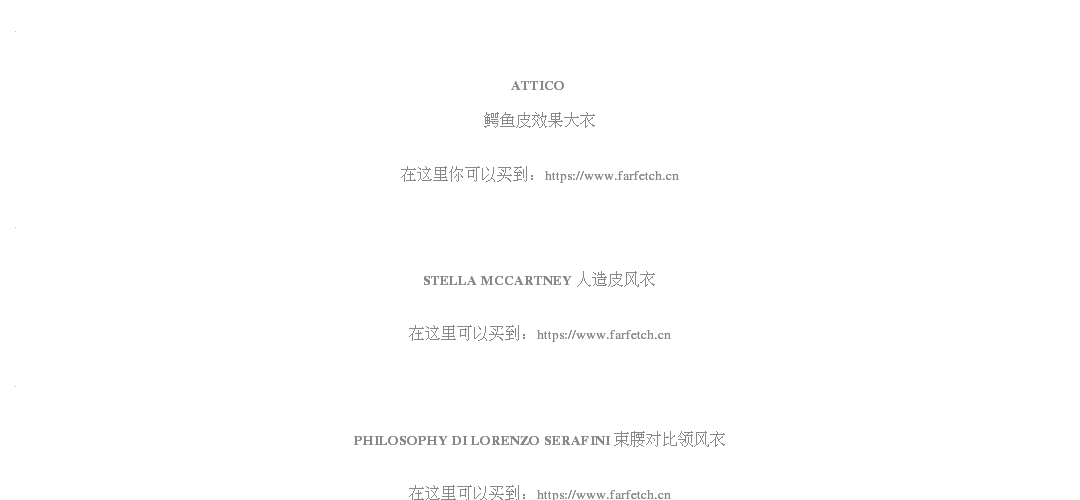 ATTICO
鳄鱼皮效果大衣
在这里你可以买到：https://www.farfetch.cn
STELLA MCCARTNEY 人造皮风衣
在这里可以买到：https://www.farfetch.cn
PHILOSOPHY DI LORENZO SERAFINI 束腰对比领风衣
在这里可以买到：https://www.farfetch.cn